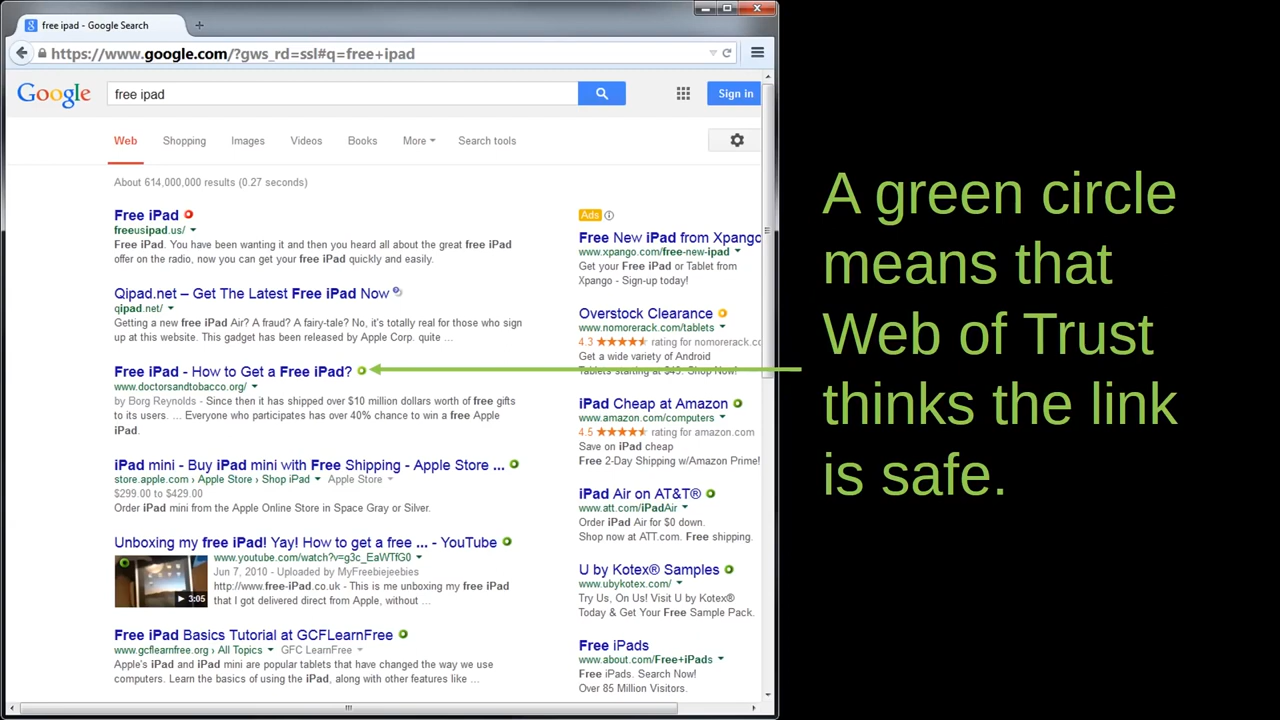 free ipad - Google Search
https://www.google.com/?gws_rd=ssl#q=free+ipad
Google
free ipad
Sign in
Web Shopping Images Videos Books More Search tools
About 614,000,000 results (0.27 seconds)
Free iPad
freeusipad.us/
Free iPad. You have been wanting it and then you heard all about the great free iPad
offer on the radio, now you can get your free iPad quickly and easily.
Qipad.net – Get The Latest Free iPad Now
qipad.net/
Getting a new free iPad Air? A fraud? A fairy-tale? No, it's totally real for those who sign
up at this website. This gadget has been released by Apple Corp. quite ...
Free iPad - How to Get a Free iPad?
www.doctorsandtobacco.org/
by Borg Reynolds - Since then it has shipped over $10 million dollars worth of free gifts
to its users. ... Everyone who participates has over 40% chance to win a free Apple
iPad.
iPad mini - Buy iPad mini with Free Shipping - Apple Store ...
store.apple.com › Apple Store › Shop iPad Apple Store
$299.00 to $429.00
Order iPad mini from the Apple Online Store in Space Gray or Silver.
Unboxing my free iPad! Yay! How to get a free ... - YouTube
www.youtube.com/watch?v=g3c_EaWTfG0
Jun 7, 2010 - Uploaded by MyFreebiejeebies
http://www.free-iPad.co.uk - This is me unboxing my free iPad
that I got delivered direct from Apple, without ...
3:05
Free iPad Basics Tutorial at GCFLearnFree
www.gcflearnfree.org › All Topics GFC LearnFree
Apple's iPad and iPad mini are popular tablets that have changed the way we use
computers. Learn the basics of using the iPad, along with other features like ...
Ads
Free New iPad from Xpango
www.xpango.com/free-new-ipad
Get your Free iPad or Tablet from
Xpango - Sign-up today!
Overstock Clearance
www.nomorerack.com/tablets
4.3 ★★★★★ rating for nomorerack.c
Get a wide variety of Android
Tablets starting at $49. Shop Now!
iPad Cheap at Amazon
www.amazon.com/computers
4.5 ★★★★★ rating for amazon.com
Save on iPad cheap
Free 2-Day Shipping w/Amazon Prime!
iPad Air on AT&T®
www.att.com/iPadAir
Order iPad Air for $0 down.
Shop now at ATT.com. Free shipping.
U by Kotex® Samples
www.ubykotex.com/
Try Us, On Us! Visit U by Kotex®
Today & Get Your Free Sample Pack.
Free iPads
www.about.com/Free+iPads
Free iPads. Search Now!
Over 85 Million Visitors.
A green circle
means that
Web of Trust
thinks the link
is safe.